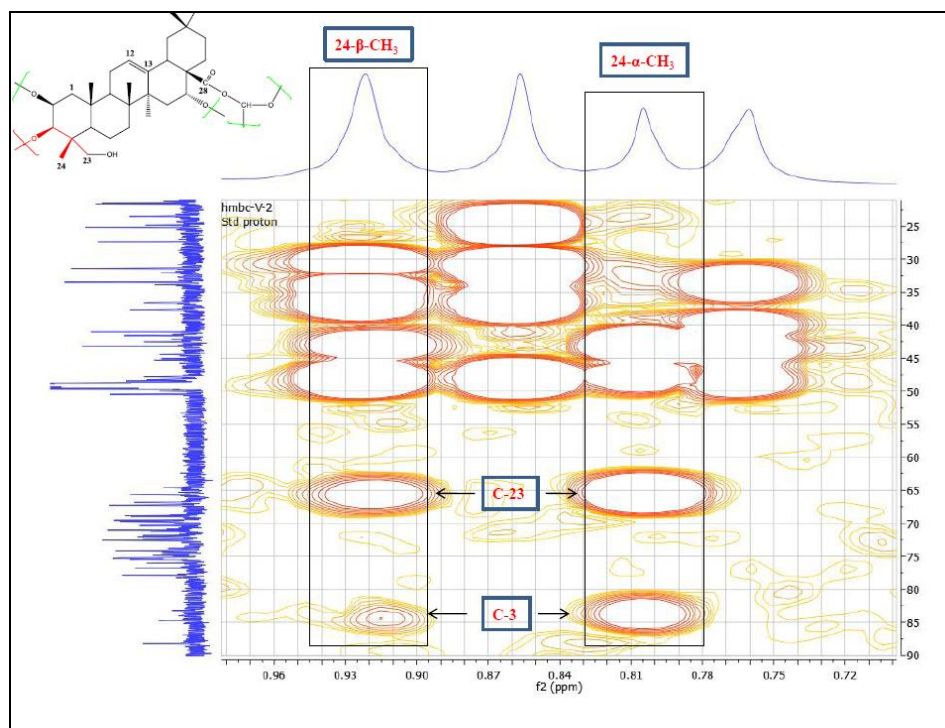 24-β-CH₃
24-α-CH₃
12
13
O
28
O
O
1
O
O
O
24
23
OH
hmbc-V-2
Std proton
25
30
35
40
45
50
55
60
C-23
65
70
75
80
C-3
85
90
0.96 0.93 0.90 0.87 0.84 0.81 0.78 0.75 0.72
f2 (ppm)